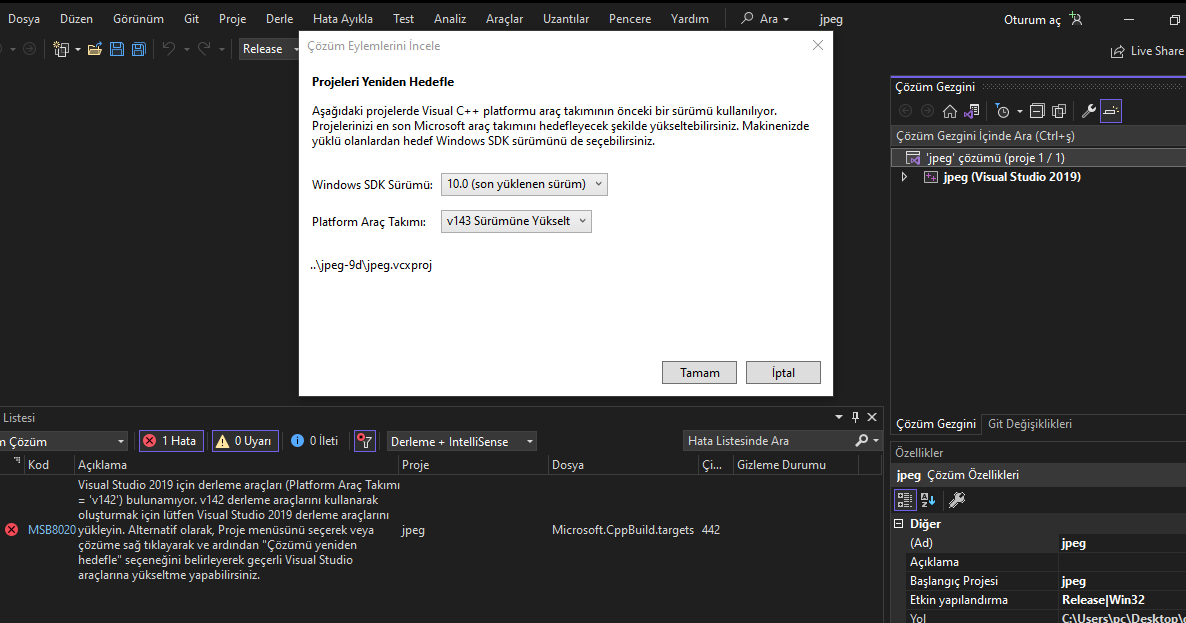 Dosya Düzen Görünüm Git Proje Derle Hata Ayıkla Test Analiz Araçlar Uzantılar Pencere Yardım Ara jpeg Oturum aç
Release
Live Share
Çözüm Eylemlerini İncele
Projeleri Yeniden Hedefle
Aşağıdaki projelerde Visual C++ platformu araç takımının önceki bir sürümü kullanılıyor.
Projelerinizi en son Microsoft araç takımını hedefleyecek şekilde yükseltebilirsiniz. Makinenizde
yüklü olanlardan hedef Windows SDK sürümünü de seçebilirsiniz.
Windows SDK Sürümü: 10.0 (son yüklenen sürüm)
Platform Araç Takımı: v143 Sürümüne Yükselt
..\jpeg-9d\jpeg.vcxproj
Tamam İptal
Çözüm Gezgini
Çözüm Gezgini İçinde Ara (Ctrl+ş)
'jpeg' çözümü (proje 1 / 1)
jpeg (Visual Studio 2019)
Çözüm Gezgini Git Değişiklikleri
Listesi
m Çözüm 1 Hata 0 Uyarı 0 İleti Derleme + IntelliSense Hata Listesinde Ara
Kod Açıklama Proje Dosya Çi... Gizleme Durumu
Visual Studio 2019 için derleme araçları (Platform Araç Takımı
= 'v142') bulunamıyor. v142 derleme araçlarını kullanarak
oluşturmak için lütfen Visual Studio 2019 derleme araçlarını
MSB8020 yükleyin. Alternatif olarak, Proje menüsünü seçerek veya jpeg Microsoft.CppBuild.targets 442
çözüme sağ tıklayarak ve ardından "Çözümü yeniden
hedefle" seçeneğini belirleyerek geçerli Visual Studio
araçlarına yükseltme yapabilirsiniz.
Özellikler
jpeg Çözüm Özellikleri
Diğer
(Ad) jpeg
Açıklama
Başlangıç Projesi jpeg
Etkin yapılandırma Release|Win32
Yol C:\Users\pc\Desktop\